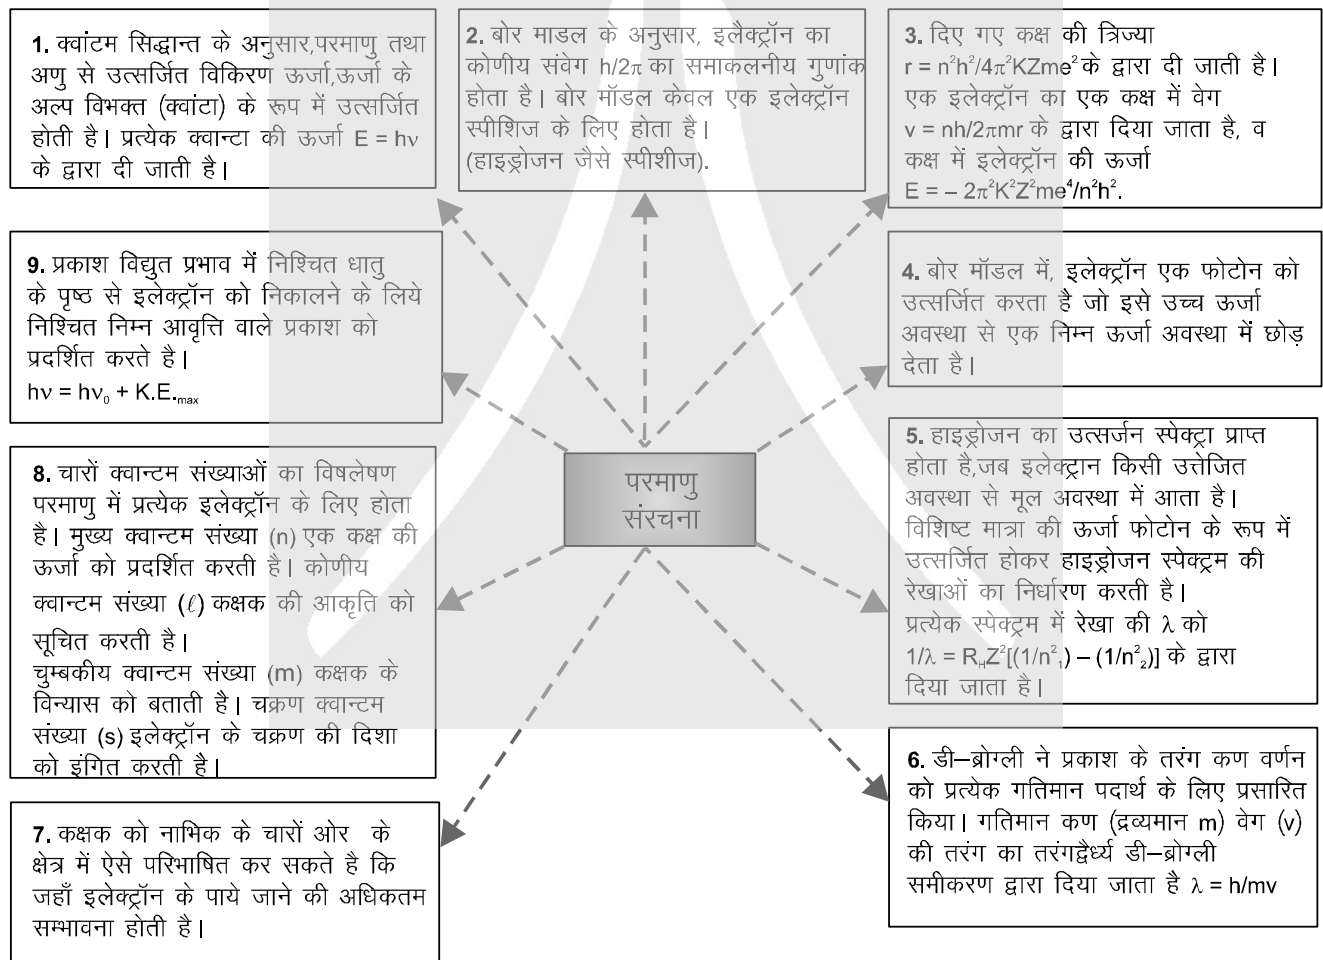 1. क्वांटम सिद्धान्त के अनुसार,परमाणु तथा
अणु से उत्सर्जित विकिरण ऊर्जा,ऊर्जा के
अल्प विभक्त (क्वांटा) के रूप में उत्सर्जित
होती है। प्रत्येक क्वान्टा की ऊर्जा E = hν
के द्वारा दी जाती है।
2. बोर माडल के अनुसार, इलैक्ट्रॉन का
कोणीय संवेग h/2π का समाकलनीय गुणांक
होता है। बोर मॉडल केवल एक इलेक्ट्रॉन
स्पीशिज के लिए होता है।
(हाइड्रोजन जैसे स्पीशीज).
3. दिए गए कक्ष की त्रिज्या
r = n²h²/4π²KZme² के द्वारा दी जाती है।
एक इलेक्ट्रॉन का एक कक्ष में वेग
v = nh/2πmr के द्वारा दिया जाता है, व
कक्ष में इलेक्ट्रॉन की ऊर्जा
E = – 2π²K²Z²me⁴/n²h².
9. प्रकाश विद्युत प्रभाव में निश्चित धातु
के पृष्ठ से इलेक्ट्रॉन को निकालने के लिये
निश्चित निम्न आवृत्ति वाले प्रकाश को
प्रदर्शित करते है।
hν = hν₀ + K.E.ₘₐₓ
4. बोर मॉडल में, इलेक्ट्रॉन एक फोटोन को
उत्सर्जित करता है जो इसे उच्च ऊर्जा
अवस्था से एक निम्न ऊर्जा अवस्था में छोड़
देता है।
परमाणु
संरचना
8. चारों क्वान्टम संख्याओं का विषलेषण
परमाणु में प्रत्येक इलेक्ट्रॉन के लिए होता
है। मुख्य क्वान्टम संख्या (n) एक कक्ष की
ऊर्जा को प्रदर्शित करती है। कोणीय
क्वान्टम संख्या (ℓ) कक्षक की आकृति को
सूचित करती है।
चुम्बकीय क्वान्टम संख्या (m) कक्षक के
विन्यास को बताती है। चक्रण क्वान्टम
संख्या (s) इलेक्ट्रॉन के चक्रण की दिशा
को इंगित करती है।
5. हाइड्रोजन का उत्सर्जन स्पेक्ट्रा प्राप्त
होता है,जब इलेक्ट्रान किसी उत्तेजित
अवस्था से मूल अवस्था में आता है।
विशिष्ट मात्रा की ऊर्जा फोटोन के रूप में
उत्सर्जित होकर हाइड्रोजन स्पेक्ट्रम की
रेखाओं का निर्धारण करती है।
प्रत्येक स्पेक्ट्रम में रेखा की λ को
1/λ = R_HZ²[(1/n²₁) – (1/n²₂)] के द्वारा
दिया जाता है।
7. कक्षक को नाभिक के चारों ओर के
क्षेत्र में ऐसे परिभाषित कर सकते है कि
जहाँ इलेक्ट्रॉन के पाये जाने की अधिकतम
सम्भावना होती है।
6. डी–ब्रोग्ली ने प्रकाश के तरंग कण वर्णन
को प्रत्येक गतिमान पदार्थ के लिए प्रसारित
किया। गतिमान कण (द्रव्यमान m) वेग (v)
की तरंग का तरंगद्वैर्ध्य डी–ब्रोग्ली
समीकरण द्वारा दिया जाता है λ = h/mv